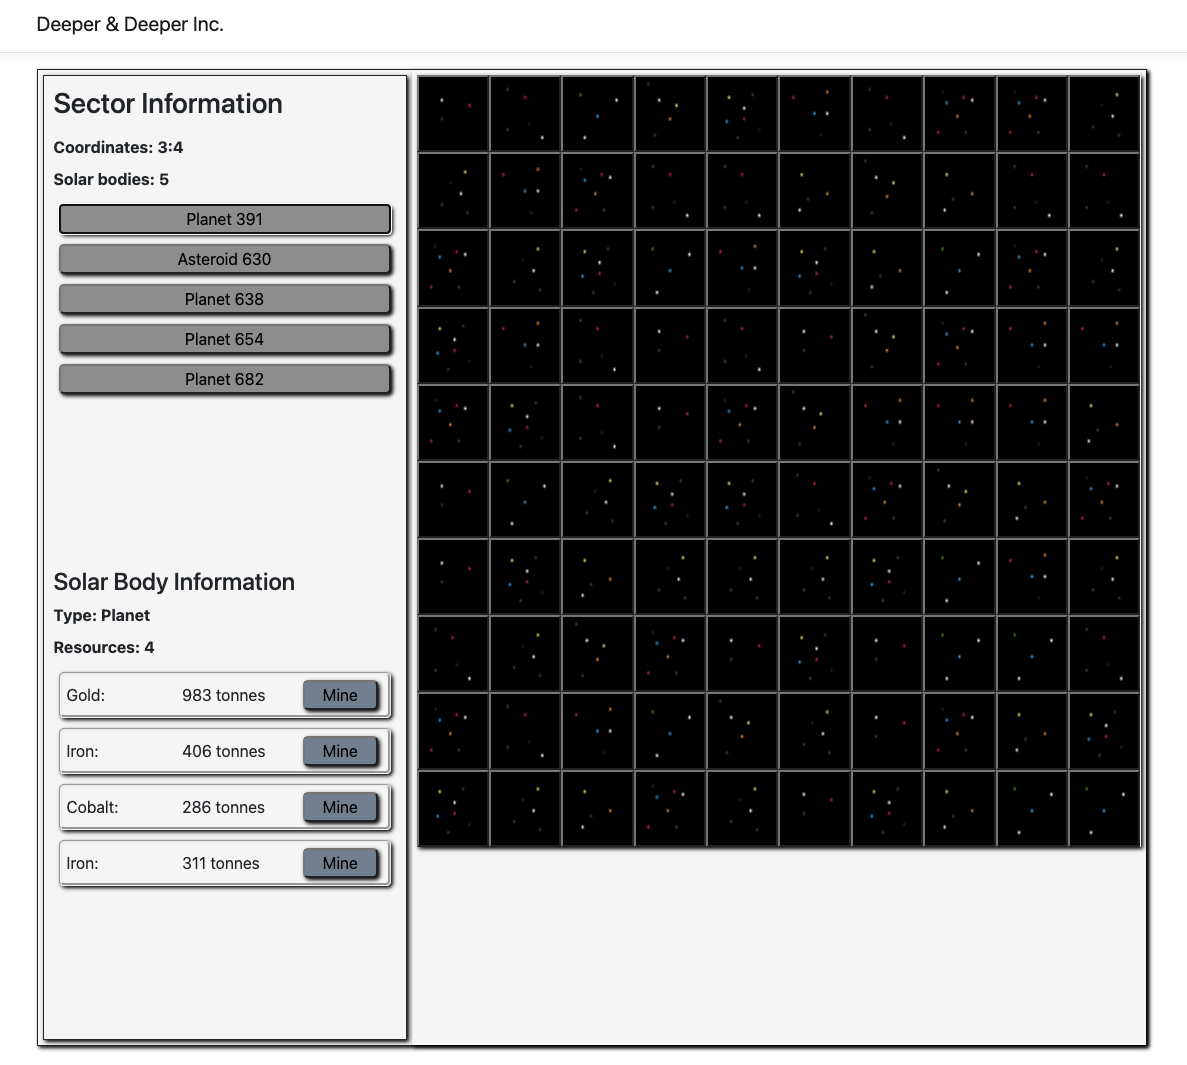 Deeper & Deeper Inc.
Sector Information
Coordinates: 3:4
Solar bodies: 5
Planet 391
Asteroid 630
Planet 638
Planet 654
Planet 682
Solar Body Information
Type: Planet
Resources: 4
Gold: 983 tonnes Mine
Iron: 406 tonnes Mine
Cobalt: 286 tonnes Mine
Iron: 311 tonnes Mine